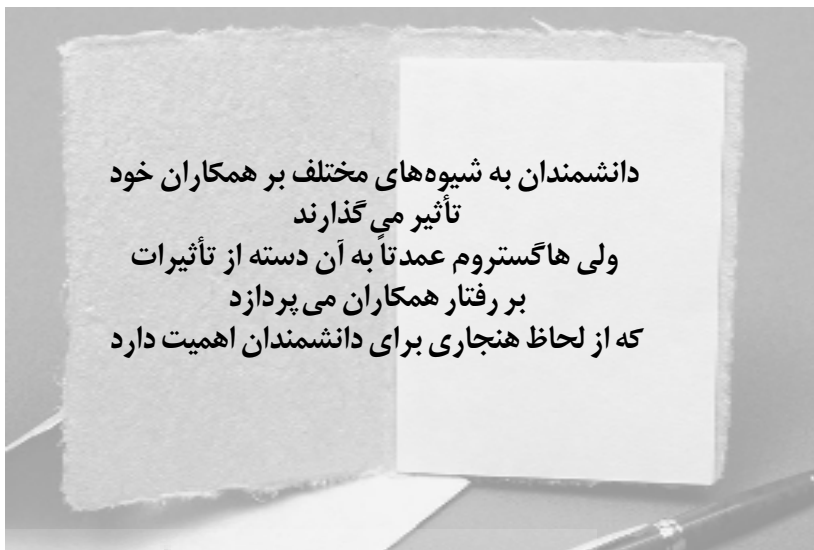 دانشمندان به شیوه‌های مختلف بر همکاران خود
تأثیر می‌گذارند
ولی هاگستروم عمدتاً به آن دسته از تأثیرات
بر رفتار همکاران می‌پردازد
که از لحاظ هنجاری برای دانشمندان اهمیت دارد